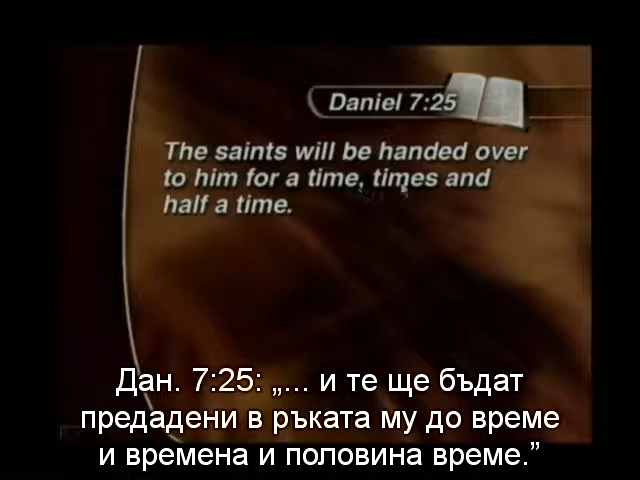 Daniel 7:25
The saints will be handed over
to him for a time, times and
half a time.
Дан. 7:25: „... и те ще бъдат
предадени в ръката му до време
и времена и половина време.”